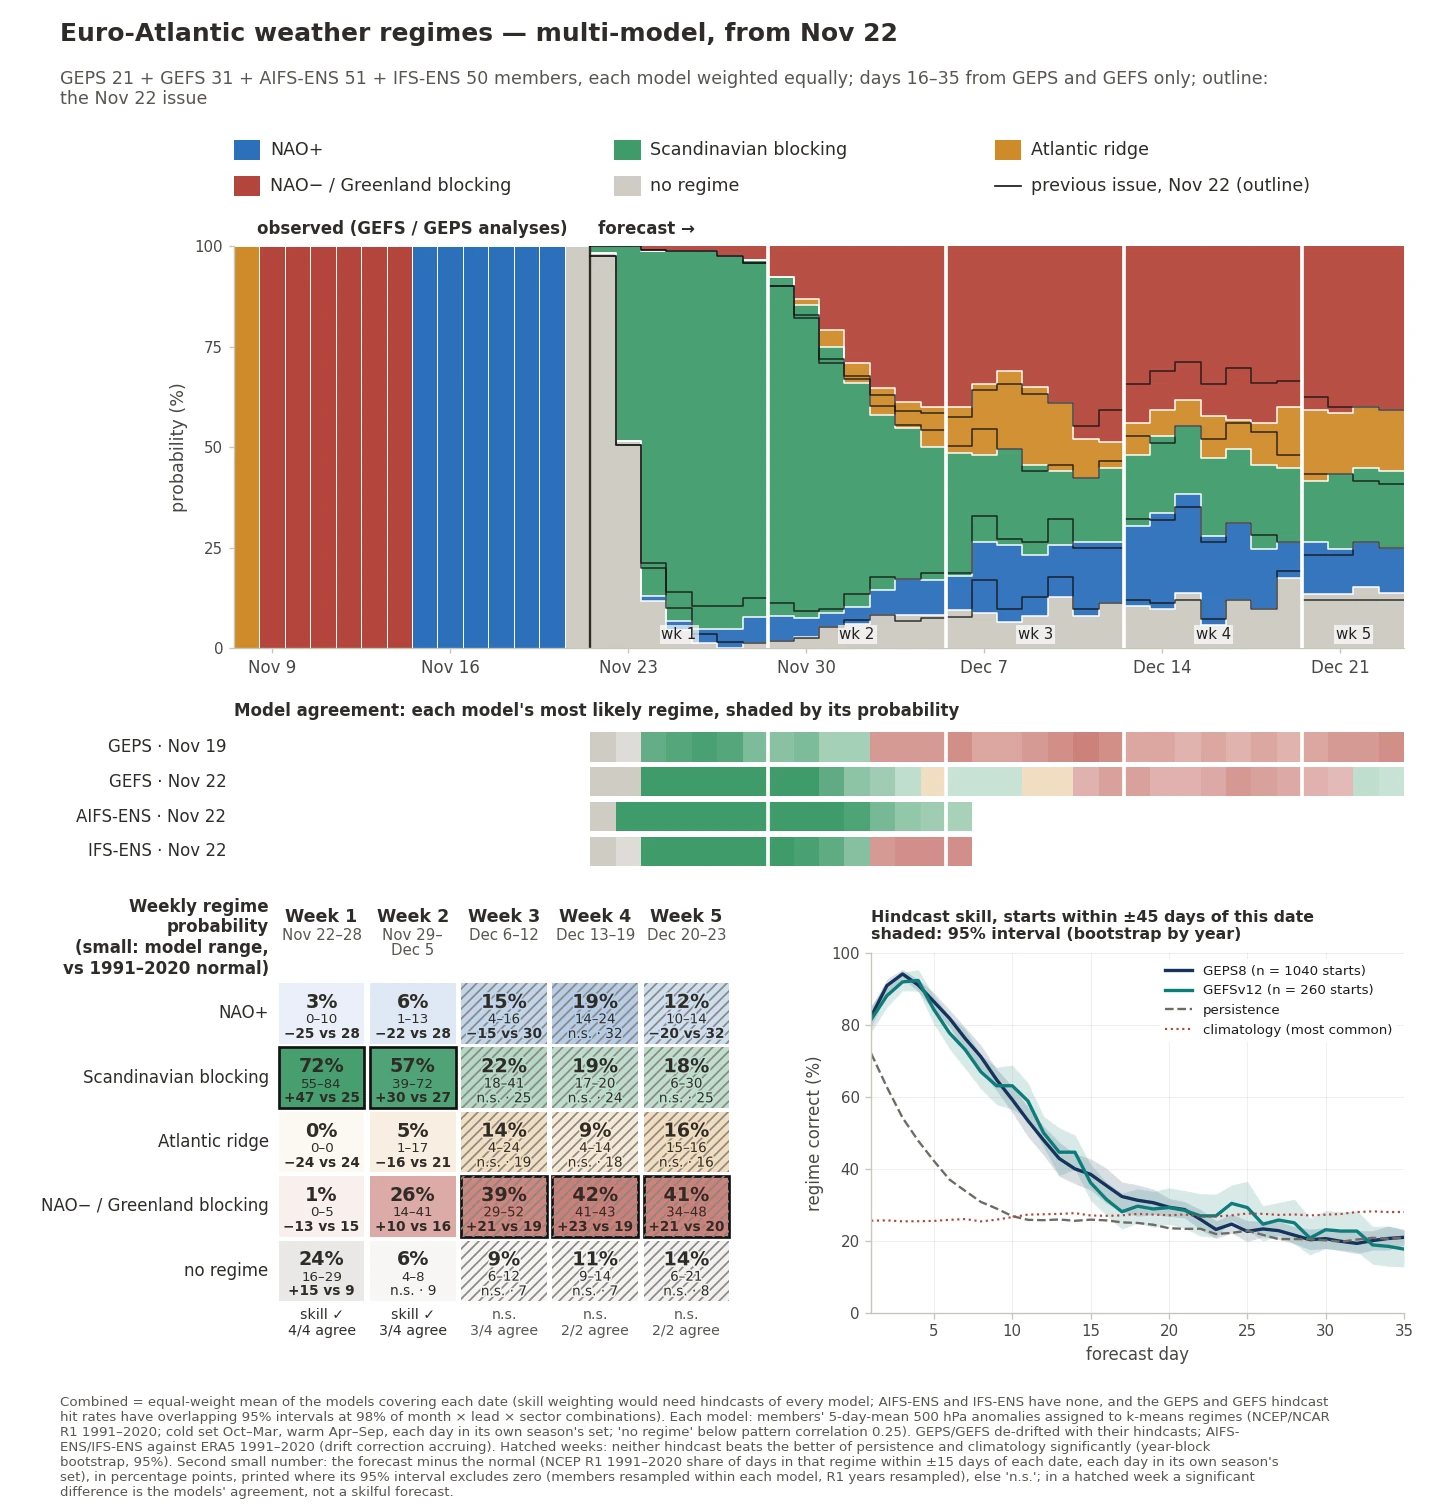 Euro-Atlantic weather regimes — multi-model, from Nov 22
GEPS 21 + GEFS 31 + AIFS-ENS 51 + IFS-ENS 50 members, each model weighted equally; days 16–35 from GEPS and GEFS only; outline:
the Nov 22 issue
NAO+
Scandinavian blocking
Atlantic ridge
NAO− / Greenland blocking
no regime
previous issue, Nov 22 (outline)
observed (GEFS / GEPS analyses)
forecast →
100
75
50
25
0
probability (%)
wk 1
wk 2
wk 3
wk 4
wk 5
Nov 9
Nov 16
Nov 23
Nov 30
Dec 7
Dec 14
Dec 21
Model agreement: each model's most likely regime, shaded by its probability
GEPS · Nov 19
GEFS · Nov 22
AIFS-ENS · Nov 22
IFS-ENS · Nov 22
Weekly regime
probability
(small: model range,
vs 1991–2020 normal)
Week 1
Nov 22–28
Week 2
Nov 29–
Dec 5
Week 3
Dec 6–12
Week 4
Dec 13–19
Week 5
Dec 20–23
NAO+
3%
0–10
−25 vs 28
6%
1–13
−22 vs 28
15%
4–16
−15 vs 30
19%
14–24
n.s. · 32
12%
10–14
−20 vs 32
Scandinavian blocking
72%
55–84
+47 vs 25
57%
39–72
+30 vs 27
22%
18–41
n.s. · 25
19%
17–20
n.s. · 24
18%
6–30
n.s. · 25
Atlantic ridge
0%
0–0
−24 vs 24
5%
1–17
−16 vs 21
14%
4–24
n.s. · 19
9%
4–14
n.s. · 18
16%
15–16
n.s. · 16
NAO− / Greenland blocking
1%
0–5
−13 vs 15
26%
14–41
+10 vs 16
39%
29–52
+21 vs 19
42%
41–43
+23 vs 19
41%
34–48
+21 vs 20
no regime
24%
16–29
+15 vs 9
6%
4–8
n.s. · 9
9%
6–12
n.s. · 7
11%
9–14
n.s. · 7
14%
6–21
n.s. · 8
skill ✓
4/4 agree
skill ✓
3/4 agree
n.s.
3/4 agree
n.s.
2/2 agree
n.s.
2/2 agree
Hindcast skill, starts within ±45 days of this date
shaded: 95% interval (bootstrap by year)
GEPS8 (n = 1040 starts)
GEFSv12 (n = 260 starts)
persistence
climatology (most common)
100
80
60
40
20
0
regime correct (%)
5
10
15
20
25
30
35
forecast day
Combined = equal-weight mean of the models covering each date (skill weighting would need hindcasts of every model; AIFS-ENS and IFS-ENS have none, and the GEPS and GEFS hindcast
hit rates have overlapping 95% intervals at 98% of month × lead × sector combinations). Each model: members' 5-day-mean 500 hPa anomalies assigned to k-means regimes (NCEP/NCAR
R1 1991–2020; cold set Oct–Mar, warm Apr–Sep, each day in its own season's set; 'no regime' below pattern correlation 0.25). GEPS/GEFS de-drifted with their hindcasts; AIFS-
ENS/IFS-ENS against ERA5 1991–2020 (drift correction accruing). Hatched weeks: neither hindcast beats the better of persistence and climatology significantly (year-block
bootstrap, 95%). Second small number: the forecast minus the normal (NCEP R1 1991–2020 share of days in that regime within ±15 days of each date, each day in its own season's
set), in percentage points, printed where its 95% interval excludes zero (members resampled within each model, R1 years resampled), else 'n.s.'; in a hatched week a significant
difference is the models' agreement, not a skilful forecast.